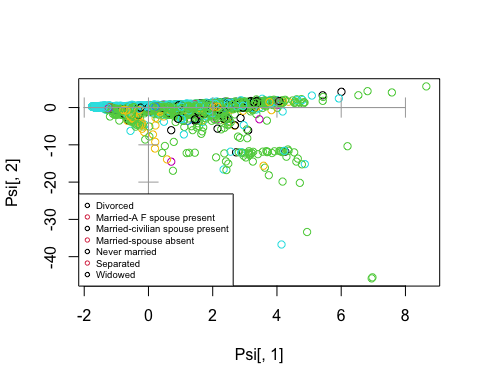 0
-10
-20
-30
-40
Psi[, 2]
Divorced
Married-A F spouse present
Married-civilian spouse present
Married-spouse absent
Never married
Separated
Widowed
-2 0 2 4 6 8
Psi[, 1]